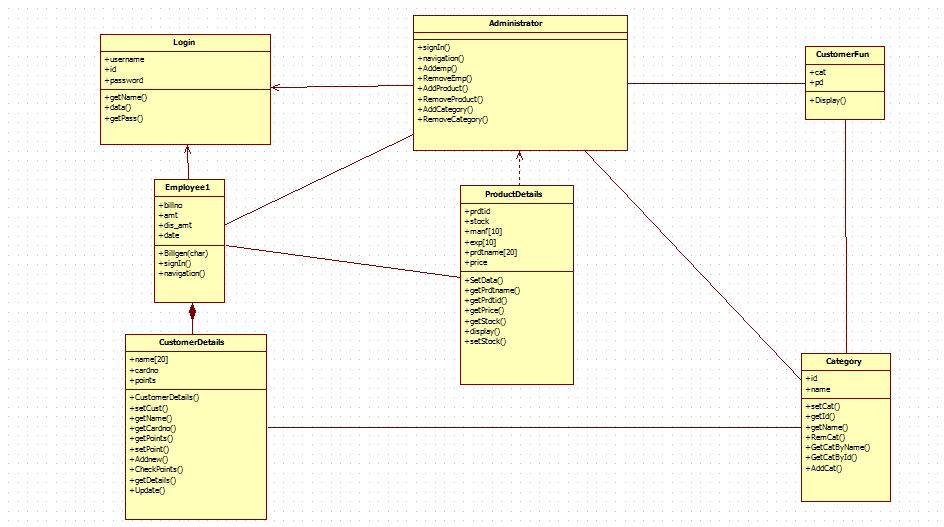 Login
+username
+id
+password
+getName()
+data()
+getPass()
Administrator
+signIn()
+navigation()
+Addemp()
+RemoveEmp()
+AddProduct()
+RemoveProduct()
+AddCategory()
+RemoveCategory()
CustomerFun
+cat
+pd
+Display()
Employee1
+billno
+amt
+dis_amt
+date
+Billgen(char)
+signIn()
+navigation()
ProductDetails
+prdtid
+stock
+manf[10]
+exp[10]
+prdtname[20]
+price
+SetData()
+getPrdtname()
+getPrdtid()
+getPrice()
+getStock()
+display()
+setStock()
CustomerDetails
+name[20]
+cardno
+points
+CustomerDetails()
+setCust()
+getName()
+getCardno()
+getPoints()
+setPoint()
+Addnew()
+CheckPoints()
+getDetails()
+Update()
Category
+id
+name
+setCat()
+getId()
+getName()
+RemCat()
+GetCatByName()
+GetCatById()
+AddCat()